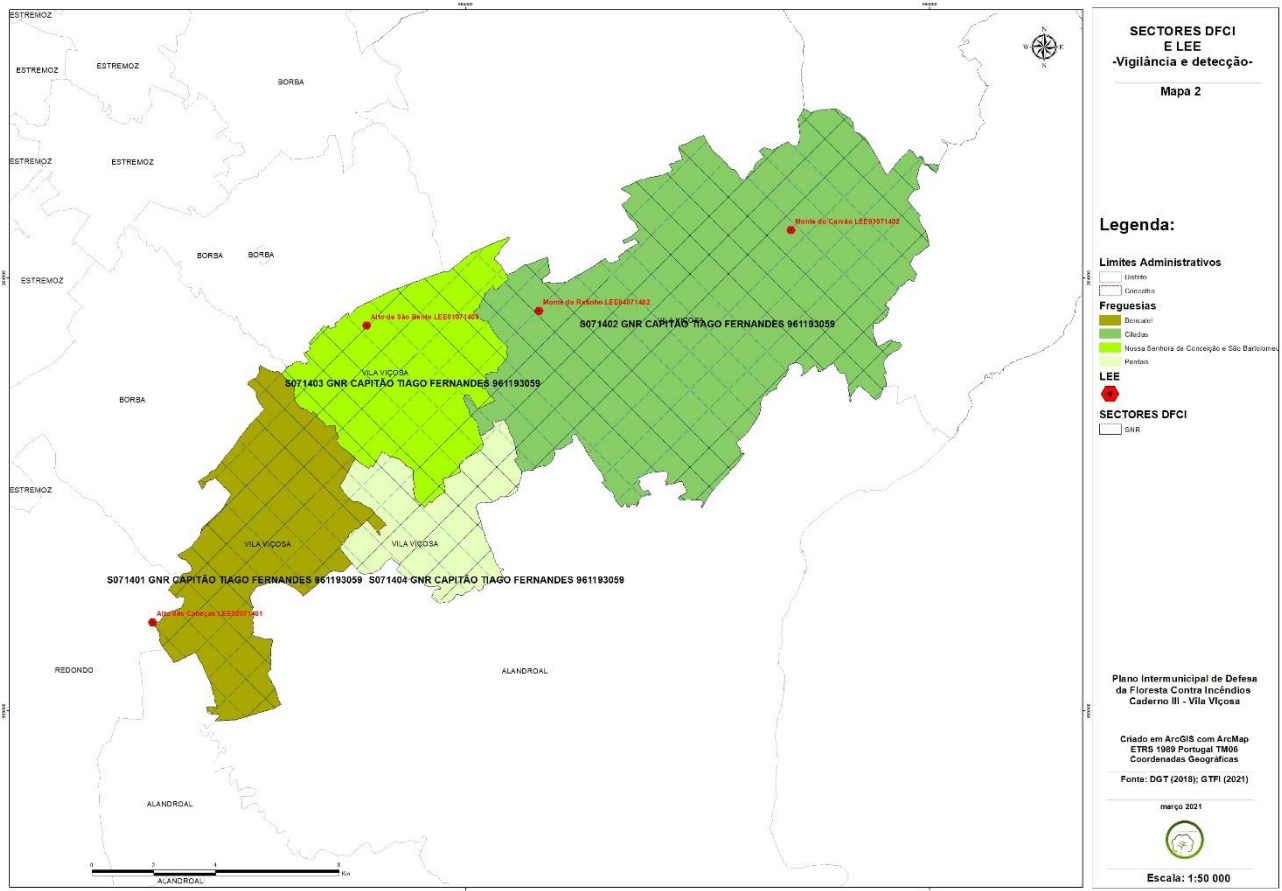 ESTREMOZ
ESTREMOZ
ESTREMOZ
BORBA
ESTREMOZ
ESTREMOZ
BORBA
BORBA
ESTREMOZ
N
W
E
S
Monte do Carvão LEE03071402
Monte do Ratinho LEE04071402
VILA VIÇOSA
S071402 GNR CAPITÃO TIAGO FERNANDES 961193059
Alto de São Bento LEE01071403
VILA VIÇOSA
S071403 GNR CAPITÃO TIAGO FERNANDES 961193059
BORBA
ESTREMOZ
VILA VIÇOSA
VILA VIÇOSA
S071401 GNR CAPITÃO TIAGO FERNANDES 961193059
S071404 GNR CAPITÃO TIAGO FERNANDES 961193059
Alto das Cabeças LEE02071401
REDONDO
ALANDROAL
ALANDROAL
0 2 4 8
Km
ALANDROAL
SECTORES DFCI
E LEE
-Vigilância e detecção-
Mapa 2
Legenda:
Limites Administrativos
Distrito
Concelho
Freguesias
Bencatel
Ciladas
Nossa Senhora da Conceição e São Bartolomeu
Pardais
LEE
SECTORES DFCI
GNR
Plano Intermunicipal de Defesa
da Floresta Contra Incêndios
Caderno III - Vila Viçosa
Criado em ArcGIS com ArcMap
ETRS 1989 Portugal TM06
Coordenadas Geográficas
Fonte: DGT (2018); GTFI (2021)
março 2021
Escala: 1:50 000